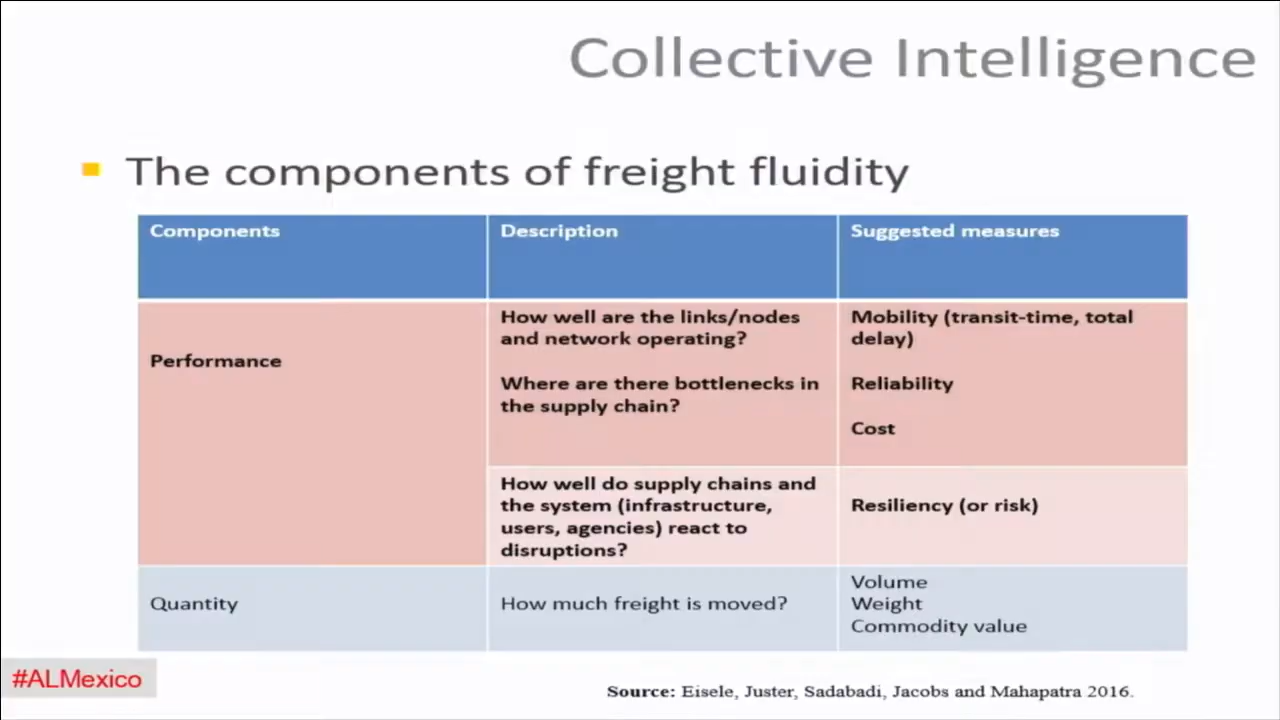 Collective Intelligence
The components of freight fluidity
Components
Description
Suggested measures
Performance
How well are the links/nodes
and network operating?
Where are there bottlenecks in
the supply chain?
Mobility (transit-time, total
delay)
Reliability
Cost
How well do supply chains and
the system (infrastructure,
users, agencies) react to
disruptions?
Resiliency (or risk)
Quantity
How much freight is moved?
Volume
Weight
Commodity value
#ALMexico
Source: Eisele, Juster, Sadabadi, Jacobs and Mahapatra 2016.